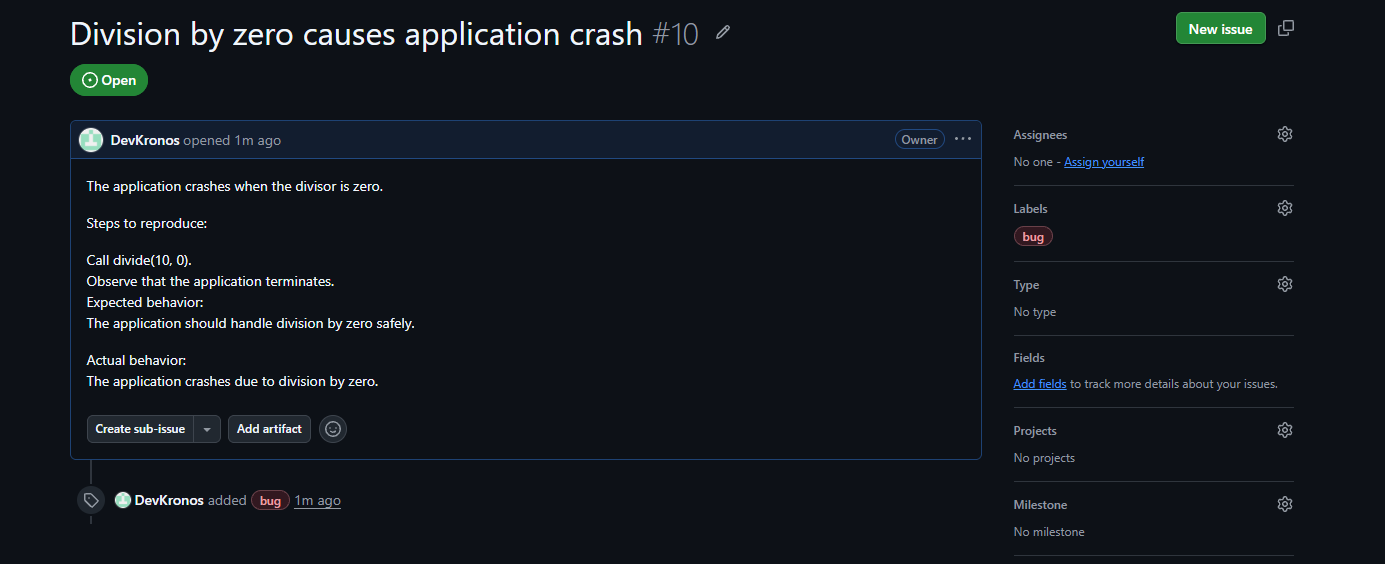 Division by zero causes application crash #10
New issue
Open
DevKronos opened 1m ago
Owner
The application crashes when the divisor is zero.
Steps to reproduce:
Call divide(10, 0).
Observe that the application terminates.
Expected behavior:
The application should handle division by zero safely.
Actual behavior:
The application crashes due to division by zero.
Create sub-issue
Add artifact
DevKronos added bug 1m ago
Assignees
No one - Assign yourself
Labels
bug
Type
No type
Fields
Add fields to track more details about your issues.
Projects
No projects
Milestone
No milestone